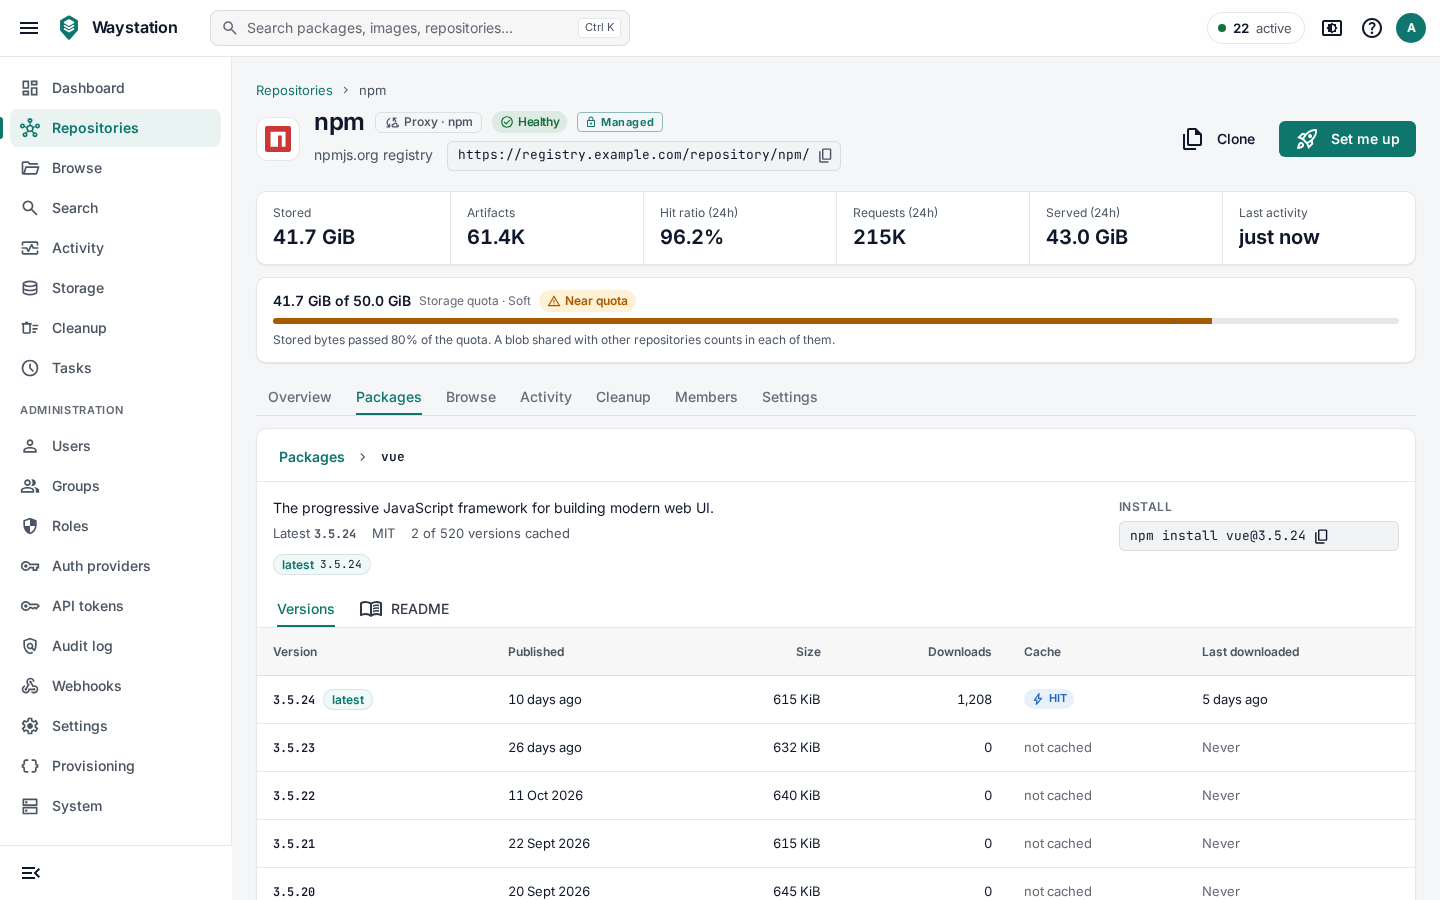 Waystation
Search packages, images, repositories...
Ctrl K
22 active
A
Dashboard
Repositories
Browse
Search
Activity
Storage
Cleanup
Tasks
ADMINISTRATION
Users
Groups
Roles
Auth providers
API tokens
Audit log
Webhooks
Settings
Provisioning
System
Repositories > npm
npm
Proxy · npm
Healthy
Managed
npmjs.org registry
https://registry.example.com/repository/npm/
Clone
Set me up
Stored
41.7 GiB
Artifacts
61.4K
Hit ratio (24h)
96.2%
Requests (24h)
215K
Served (24h)
43.0 GiB
Last activity
just now
41.7 GiB of 50.0 GiB Storage quota · Soft Near quota
Stored bytes passed 80% of the quota. A blob shared with other repositories counts in each of them.
Overview Packages Browse Activity Cleanup Members Settings
Packages > vue
The progressive JavaScript framework for building modern web UI.
Latest 3.5.24 MIT 2 of 520 versions cached
latest 3.5.24
INSTALL
npm install vue@3.5.24
Versions README
Version Published Size Downloads Cache Last downloaded
3.5.24 latest 10 days ago 615 KiB 1,208 HIT 5 days ago
3.5.23 26 days ago 632 KiB 0 not cached Never
3.5.22 11 Oct 2026 640 KiB 0 not cached Never
3.5.21 22 Sept 2026 615 KiB 0 not cached Never
3.5.20 20 Sept 2026 645 KiB 0 not cached Never